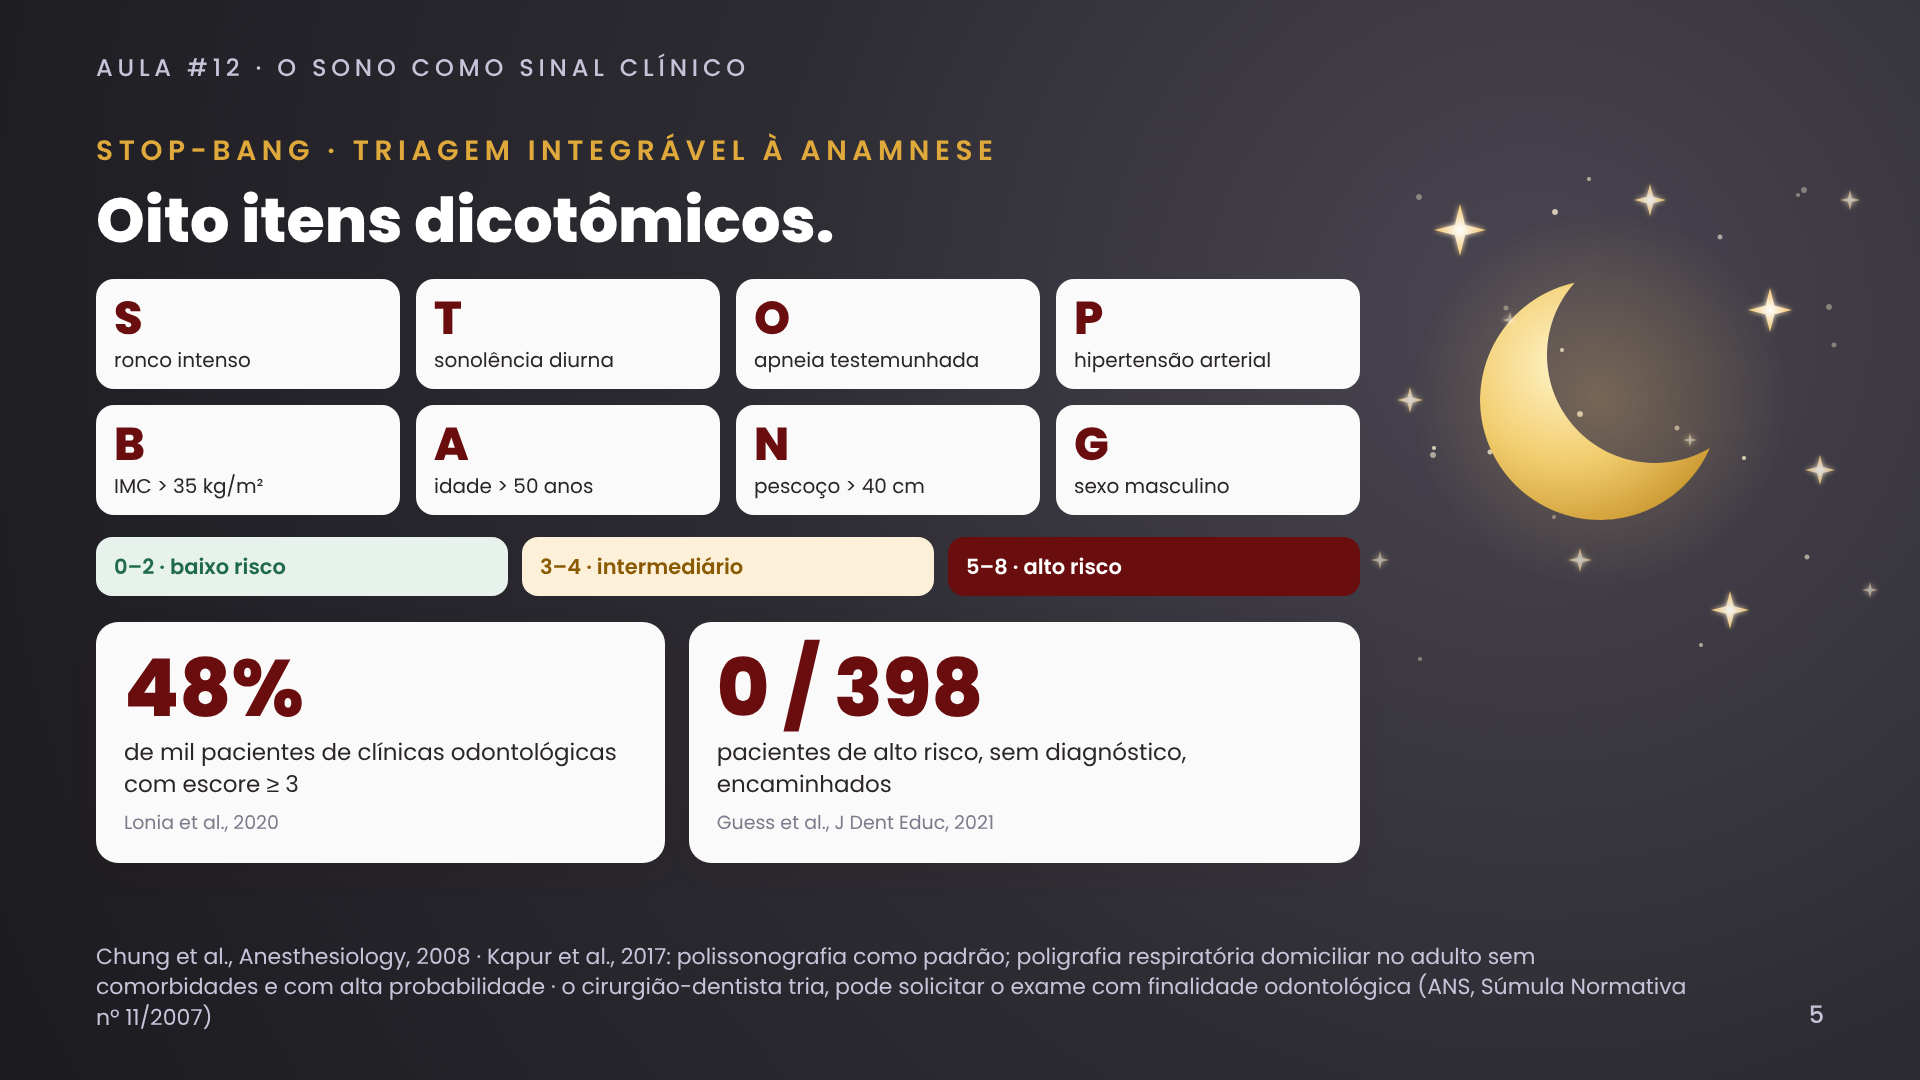 AULA #12 · O SONO COMO SINAL CLÍNICO
STOP-BANG · TRIAGEM INTEGRÁVEL À ANAMNESE
Oito itens dicotômicos.
S
ronco intenso
T
sonolência diurna
O
apneia testemunhada
P
hipertensão arterial
B
IMC > 35 kg/m²
A
idade > 50 anos
N
pescoço > 40 cm
G
sexo masculino
0–2 · baixo risco
3–4 · intermediário
5–8 · alto risco
48%
de mil pacientes de clínicas odontológicas
com escore ≥ 3
Lonia et al., 2020
0 / 398
pacientes de alto risco, sem diagnóstico,
encaminhados
Guess et al., J Dent Educ, 2021
Chung et al., Anesthesiology, 2008 · Kapur et al., 2017: polissonografia como padrão; poligrafia respiratória domiciliar no adulto sem
comorbidades e com alta probabilidade · o cirurgião-dentista tria, pode solicitar o exame com finalidade odontológica (ANS, Súmula Normativa
nº 11/2007)
5